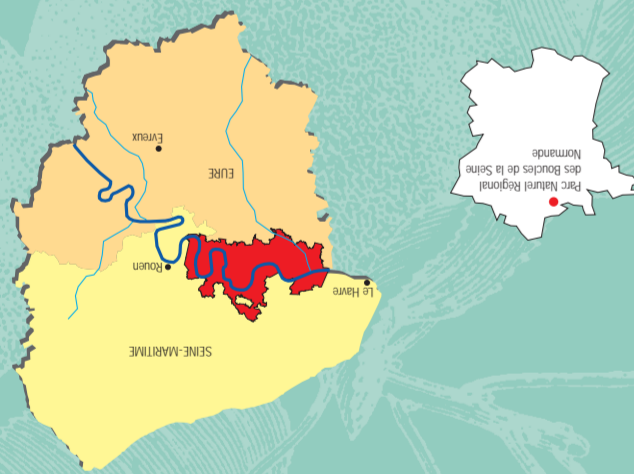 SEINE-MARITIME
Le Havre
Rouen
EURE
Evreux
Parc Naturel Régional
des Boucles de la Seine
Normande